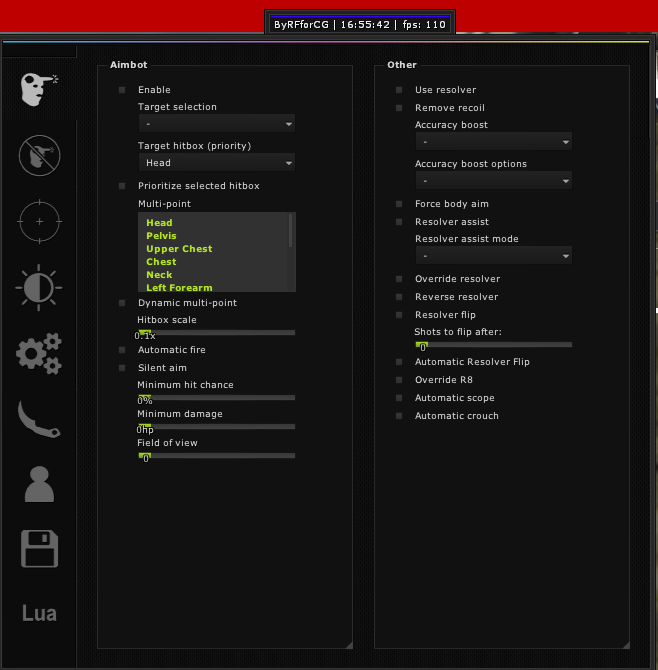 ByRFforCG | 16:55:42 | fps: 110
Aimbot
Enable
Target selection
-
Target hitbox (priority)
Head
Prioritize selected hitbox
Multi-point
Head
Pelvis
Upper Chest
Chest
Neck
Left Forearm
Dynamic multi-point
Hitbox scale
0.1x
Automatic fire
Silent aim
Minimum hit chance
0%
Minimum damage
0hp
Field of view
0
Other
Use resolver
Remove recoil
Accuracy boost
-
Accuracy boost options
-
Force body aim
Resolver assist
Resolver assist mode
-
Override resolver
Reverse resolver
Resolver flip
Shots to flip after:
0
Automatic Resolver Flip
Override R8
Automatic scope
Automatic crouch
Lua